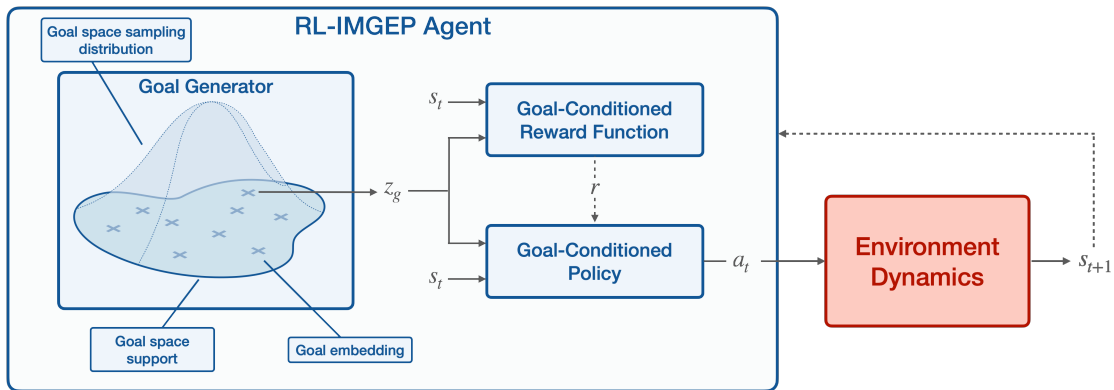 RL-IMGEP Agent
Goal space sampling
distribution
Goal Generator
s_t
Goal-Conditioned
Reward Function
z_g
r
Goal-Conditioned
Policy
s_t
a_t
Environment
Dynamics
s_{t+1}
Goal space
support
Goal embedding